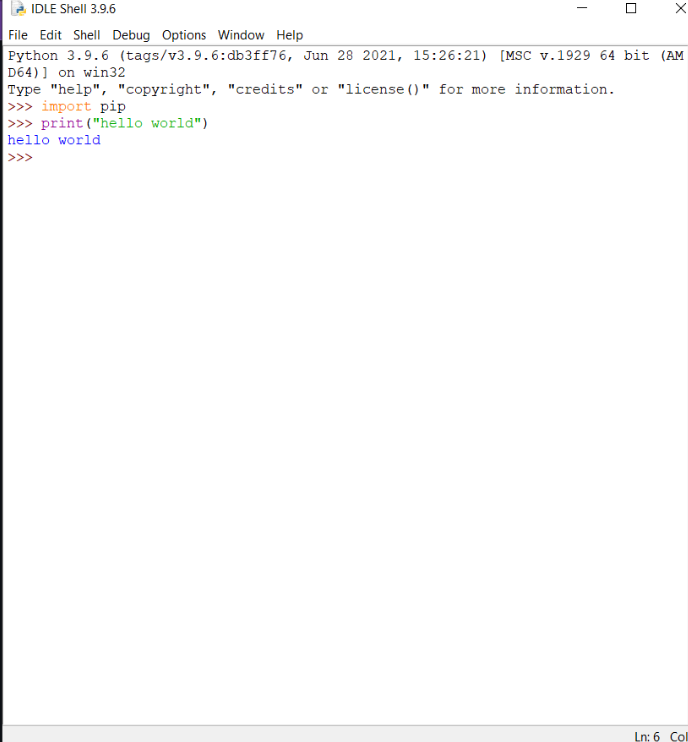 IDLE Shell 3.9.6
File Edit Shell Debug Options Window Help
Python 3.9.6 (tags/v3.9.6:db3ff76, Jun 28 2021, 15:26:21) [MSC v.1929 64 bit (AM
D64)] on win32
Type "help", "copyright", "credits" or "license()" for more information.
>>> import pip
>>> print("hello world")
hello world
>>>
Ln: 6 Col